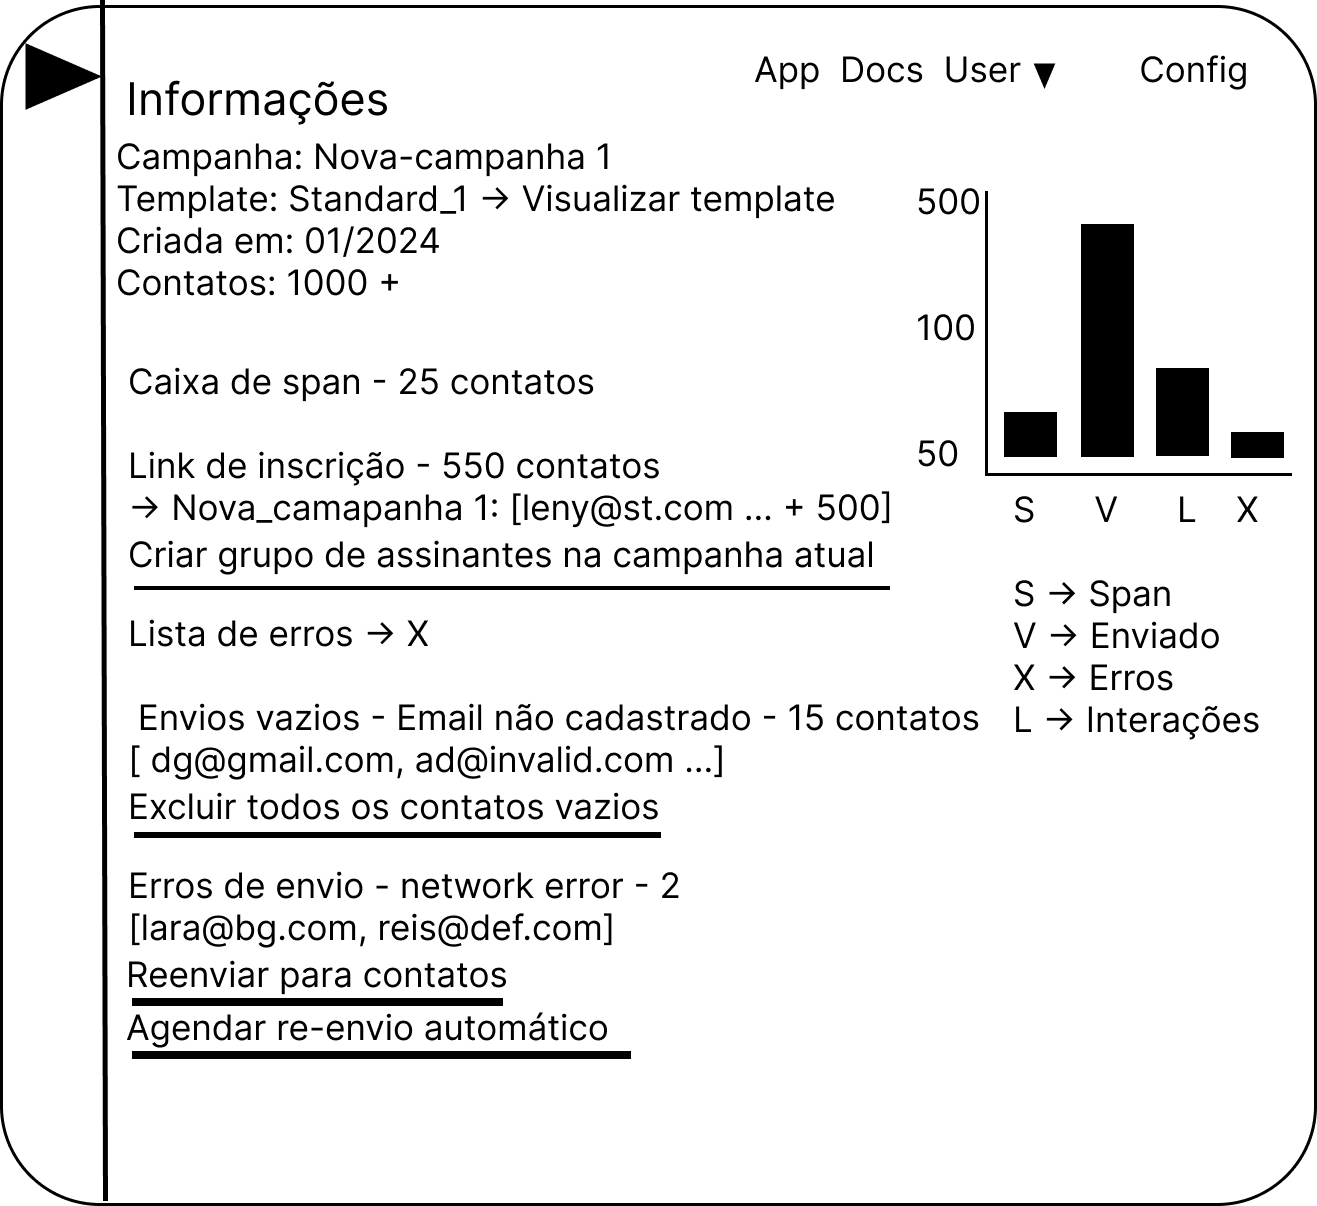 App Docs User ▼ Config
Informações
Campanha: Nova-campanha 1
Template: Standard_1 → Visualizar template
Criada em: 01/2024
Contatos: 1000 +
Caixa de span - 25 contatos
Link de inscrição - 550 contatos
→ Nova_camapanha 1: [leny@st.com ... + 500]
Criar grupo de assinantes na campanha atual
Lista de erros → X
Envios vazios - Email não cadastrado - 15 contatos
[ dg@gmail.com, ad@invalid.com ...]
Excluir todos os contatos vazios
Erros de envio - network error - 2
[lara@bg.com, reis@def.com]
Reenviar para contatos
Agendar re-envio automático
500
100
50
S V L X
S → Span
V → Enviado
X → Erros
L → Interações